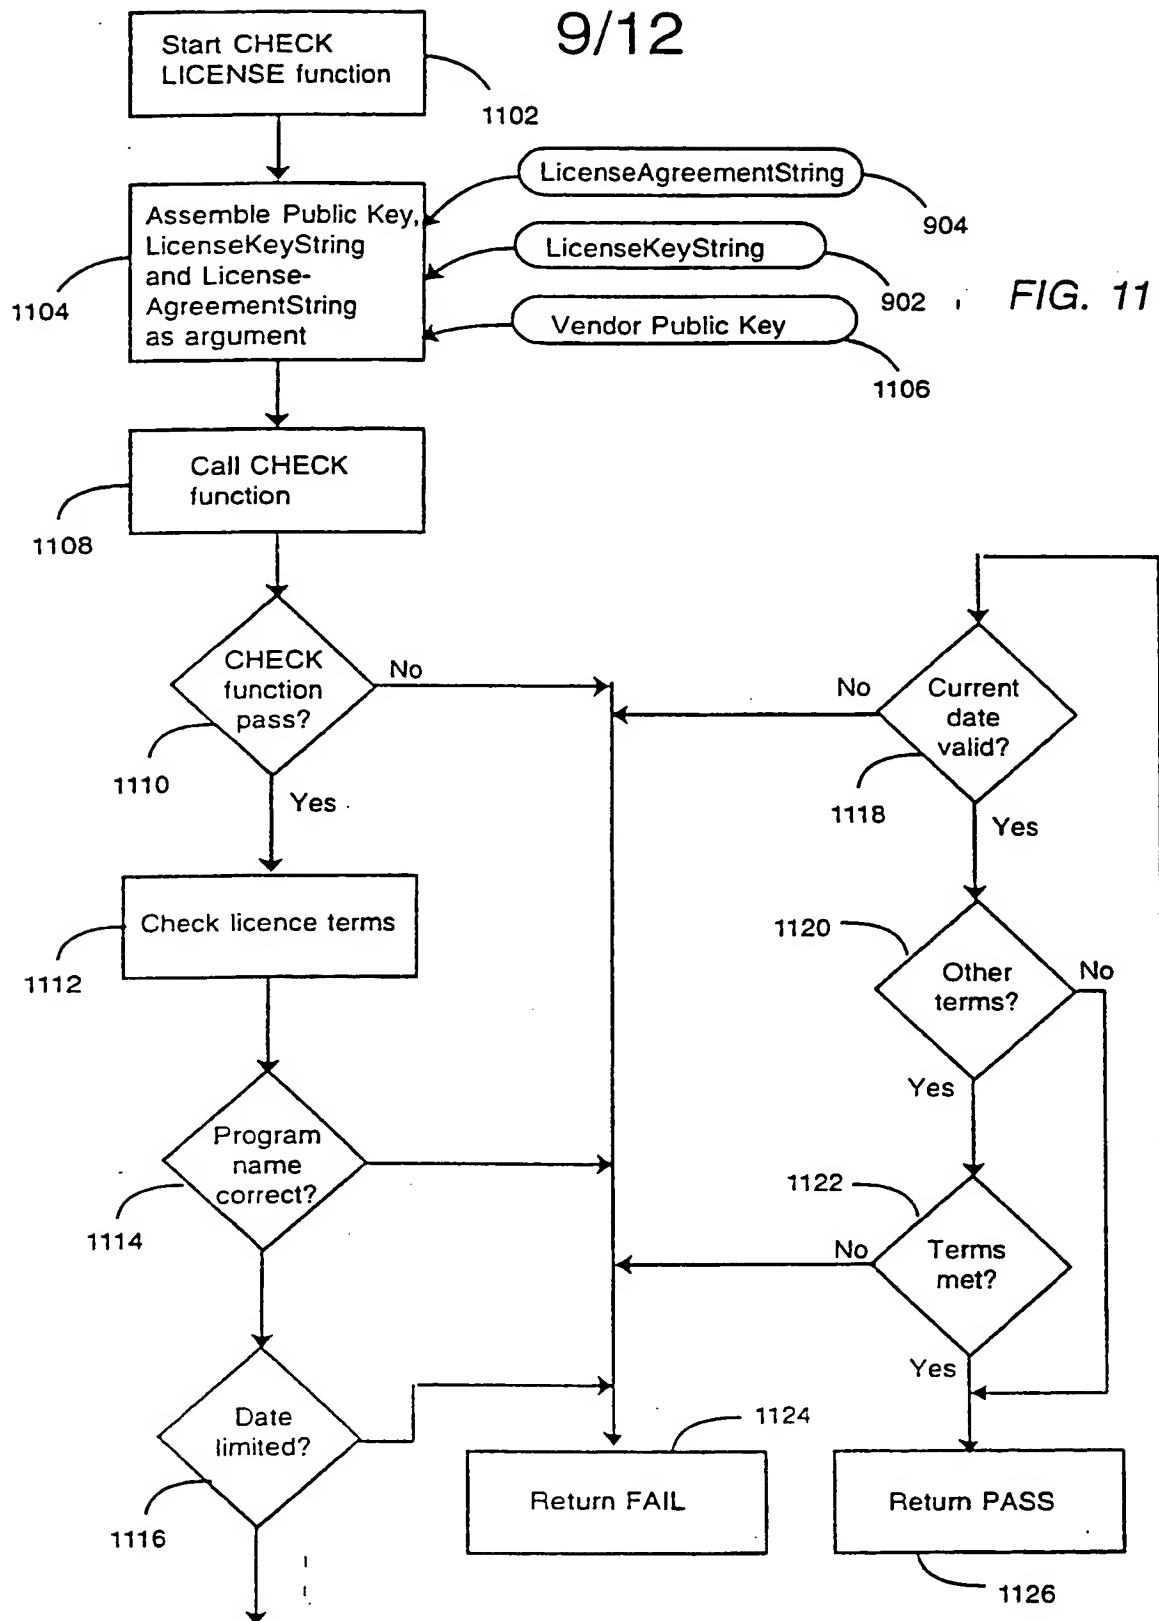 9/12
Start CHECK
LICENSE function
1102
LicenseAgreementString
904
Assemble Public Key,
LicenseKeyString
and License-
AgreementString
as argument
1104
LicenseKeyString
902
FIG. 11
Vendor Public Key
1106
Call CHECK
function
1108
CHECK
function
pass?
No
1110
Yes
Current
date
valid?
No
1118
Yes
Check licence terms
1112
1120
Other
terms?
No
Yes
Program
name
correct?
1114
1122
Terms
met?
No
Yes
Date
limited?
1116
1124
Return FAIL
Return PASS
1126